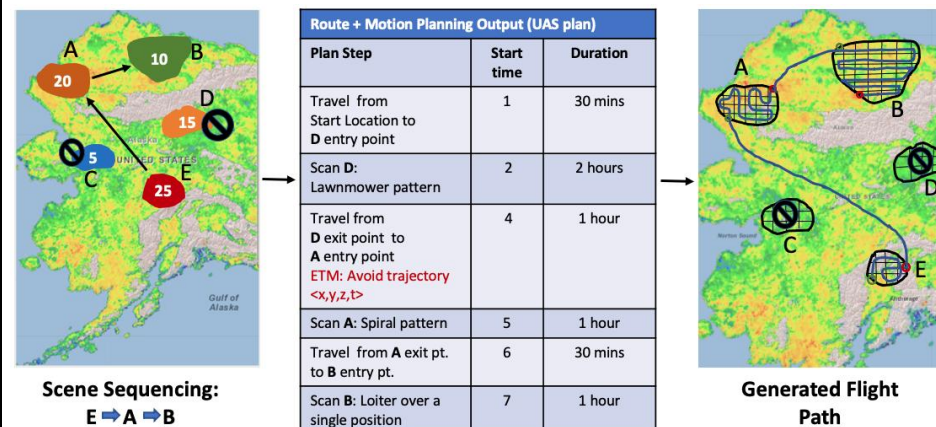 A
B
10
20
D
15
Alaska
5
UNITED STATES
E
C
25
Gulf of
Alaska
Scene Sequencing:
E ➡ A ➡ B
Route + Motion Planning Output (UAS plan)
Plan Step Start time Duration
Travel from
Start Location to
D entry point
1 30 mins
Scan D:
Lawnmower pattern
2 2 hours
Travel from
D exit point to
A entry point
ETM: Avoid trajectory
<x,y,z,t>
4 1 hour
Scan A: Spiral pattern 5 1 hour
Travel from A exit pt.
to B entry pt.
6 30 mins
Scan B: Loiter over a
single position
7 1 hour
A
B
D
C
Norton Sound
E
Anchorage
Generated Flight
Path